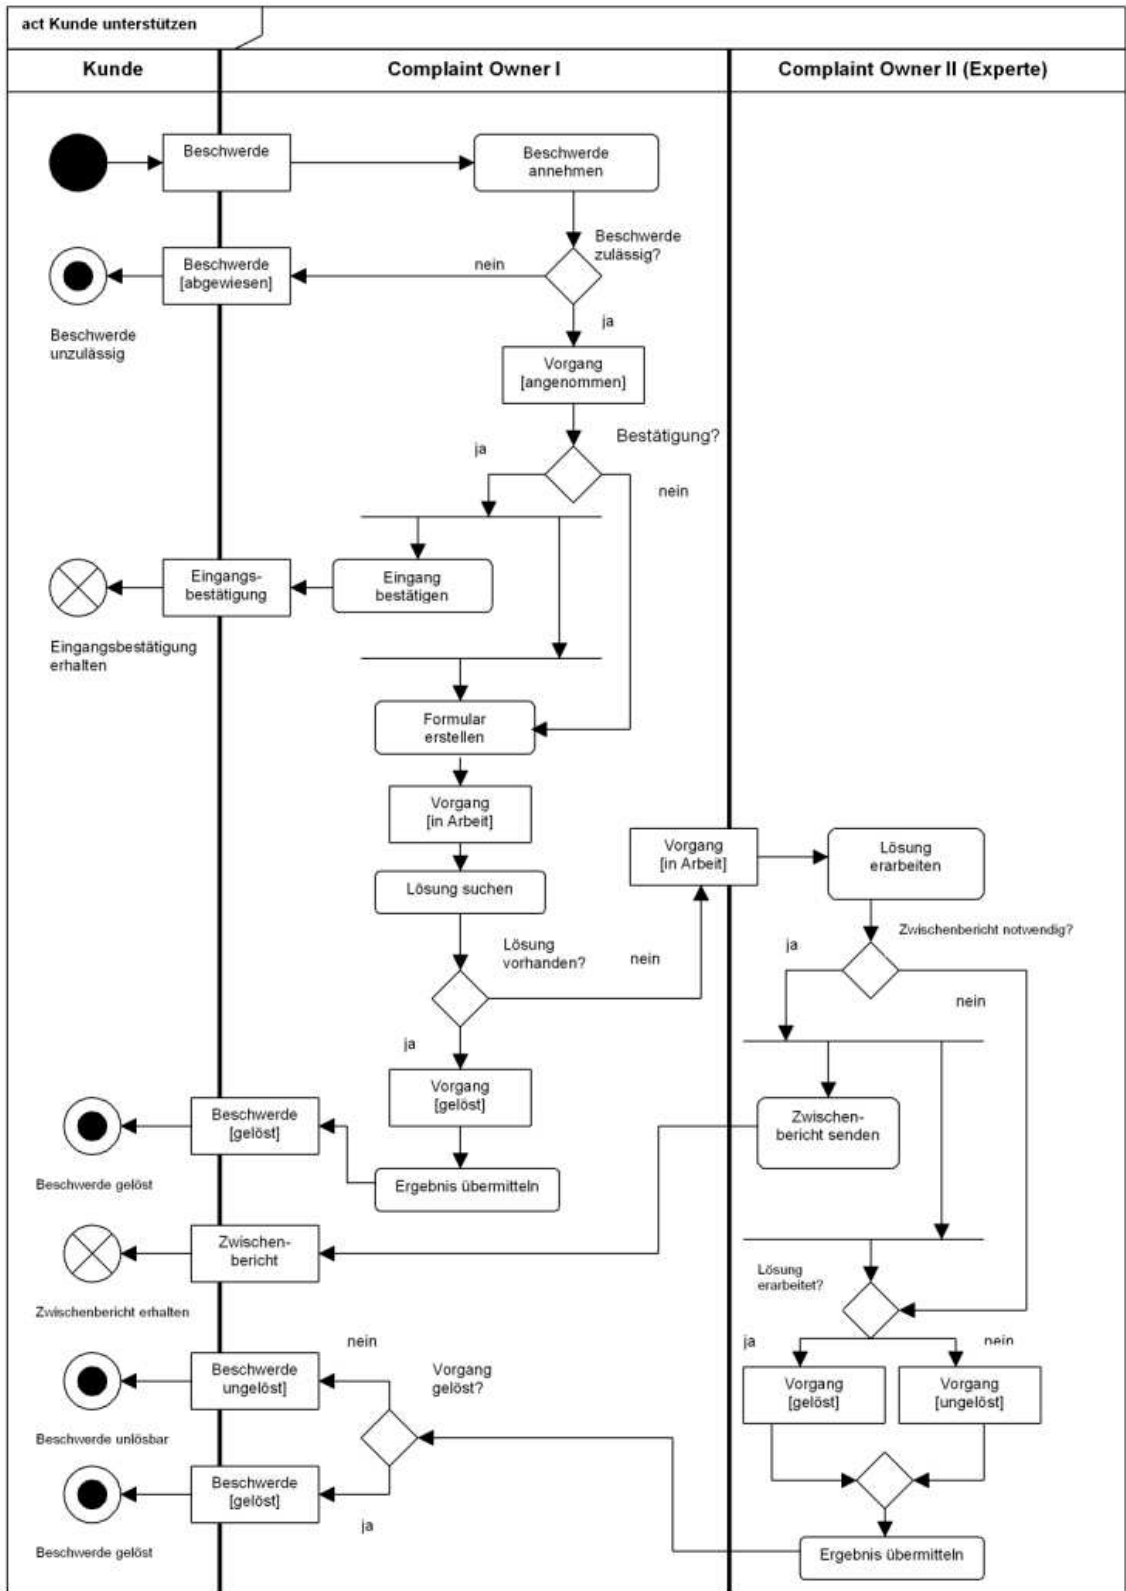 act Kunde unterstützen
Kunde
Complaint Owner I
Complaint Owner II (Experte)
Beschwerde
Beschwerde
annehmen
Beschwerde
zulässig?
nein
Beschwerde
[abgewiesen]
Beschwerde
unzulässig
ja
Vorgang
[angenommen]
Bestätigung?
ja
nein
Eingangs-
bestätigung
Eingang
bestätigen
Eingangsbestätigung
erhalten
Formular
erstellen
Vorgang
[in Arbeit]
Vorgang
[in Arbeit]
Lösung
erarbeiten
Lösung suchen
Zwischenbericht notwendig?
ja
nein
Lösung
vorhanden?
nein
ja
Vorgang
[gelöst]
Beschwerde
[gelöst]
Zwischen-
bericht senden
Beschwerde gelöst
Ergebnis übermitteln
Zwischen-
bericht
Zwischenbericht erhalten
Lösung
erarbeitet?
ja
nein
nein
Beschwerde
ungelöst]
Vorgang
gelöst?
Vorgang
[gelöst]
Vorgang
[ungelöst]
Beschwerde unlösbar
Beschwerde
[gelöst]
ja
Beschwerde gelöst
Ergebnis übermitteln